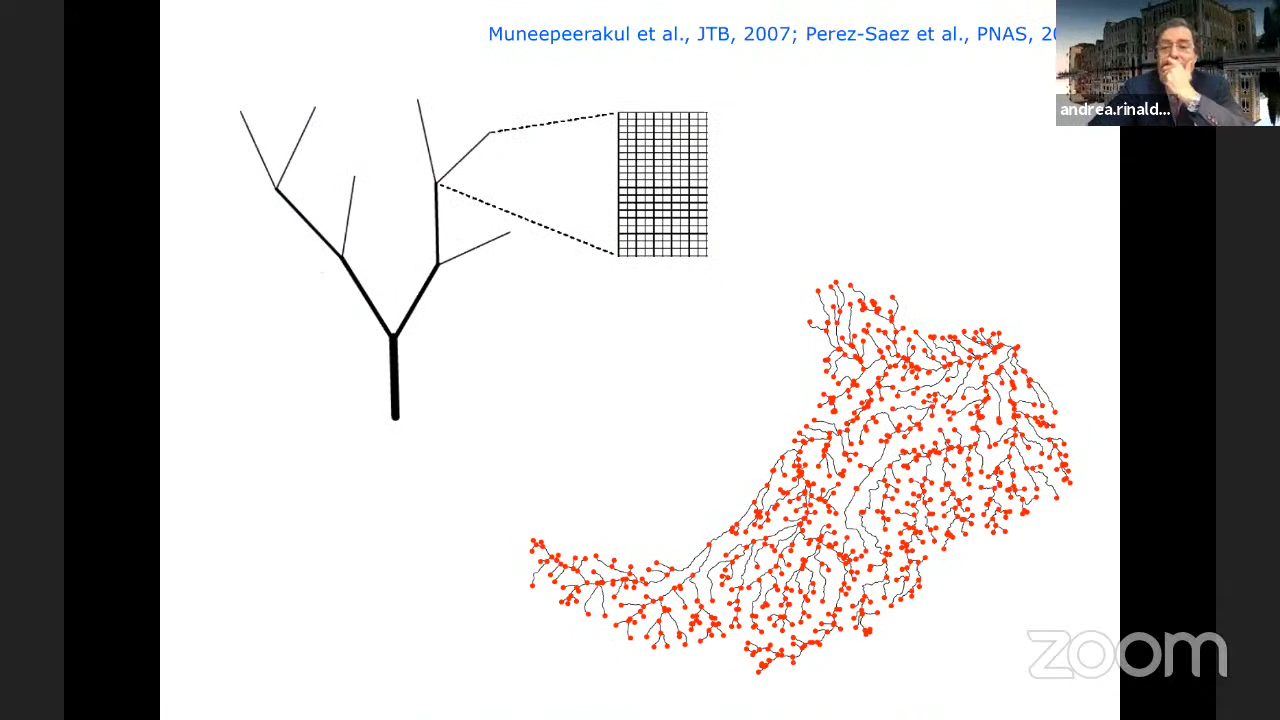 Muneepeerakul et al., JTB, 2007; Perez-Saez et al., PNAS, 20
andrea.rinald...
zoom